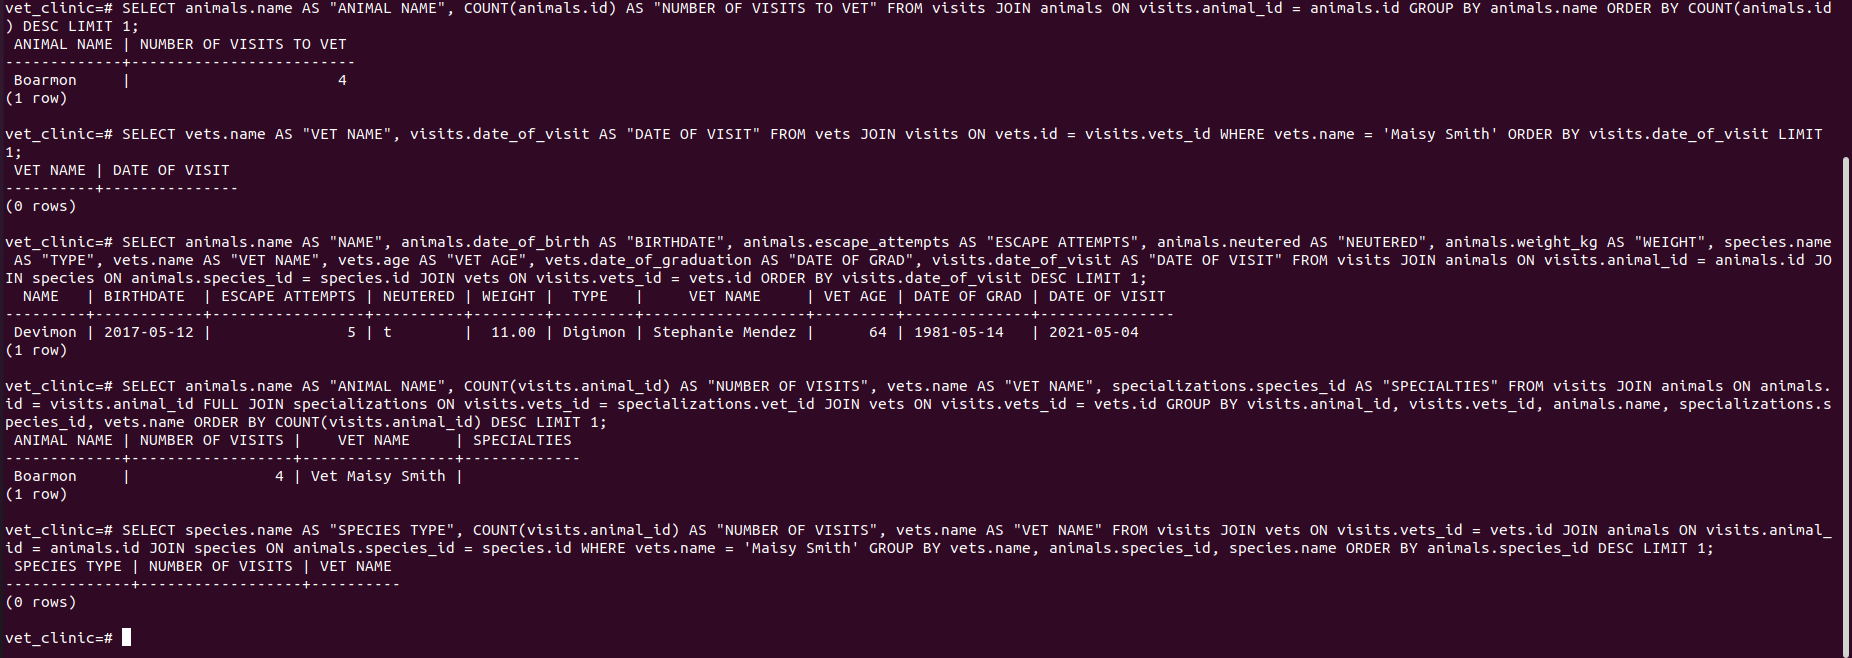 vet_clinic=# SELECT animals.name AS "ANIMAL NAME", COUNT(animals.id) AS "NUMBER OF VISITS TO VET" FROM visits JOIN animals ON visits.animal_id = animals.id GROUP BY animals.name ORDER BY COUNT(animals.id
) DESC LIMIT 1;
 ANIMAL NAME | NUMBER OF VISITS TO VET
-------------+-------------------------
 Boarmon     |                       4
(1 row)

vet_clinic=# SELECT vets.name AS "VET NAME", visits.date_of_visit AS "DATE OF VISIT" FROM vets JOIN visits ON vets.id = visits.vets_id WHERE vets.name = 'Maisy Smith' ORDER BY visits.date_of_visit LIMIT
1;
 VET NAME | DATE OF VISIT
----------+---------------
(0 rows)

vet_clinic=# SELECT animals.name AS "NAME", animals.date_of_birth AS "BIRTHDATE", animals.escape_attempts AS "ESCAPE ATTEMPTS", animals.neutered AS "NEUTERED", animals.weight_kg AS "WEIGHT", species.name
 AS "TYPE", vets.name AS "VET NAME", vets.age AS "VET AGE", vets.date_of_graduation AS "DATE OF GRAD", visits.date_of_visit AS "DATE OF VISIT" FROM visits JOIN animals ON visits.animal_id = animals.id JO
IN species ON animals.species_id = species.id JOIN vets ON visits.vets_id = vets.id ORDER BY visits.date_of_visit DESC LIMIT 1;
  NAME   | BIRTHDATE  | ESCAPE ATTEMPTS | NEUTERED | WEIGHT |  TYPE   |     VET NAME     | VET AGE | DATE OF GRAD | DATE OF VISIT
---------+------------+-----------------+----------+--------+---------+------------------+---------+--------------+---------------
 Devimon | 2017-05-12 |               5 | t        |  11.00 | Digimon | Stephanie Mendez |      64 | 1981-05-14   | 2021-05-04
(1 row)

vet_clinic=# SELECT animals.name AS "ANIMAL NAME", COUNT(visits.animal_id) AS "NUMBER OF VISITS", vets.name AS "VET NAME", specializations.species_id AS "SPECIALTIES" FROM visits JOIN animals ON animals.
id = visits.animal_id FULL JOIN specializations ON visits.vets_id = specializations.vet_id JOIN vets ON visits.vets_id = vets.id GROUP BY visits.animal_id, visits.vets_id, animals.name, specializations.s
pecies_id, vets.name ORDER BY COUNT(visits.animal_id) DESC LIMIT 1;
 ANIMAL NAME | NUMBER OF VISITS |    VET NAME     | SPECIALTIES
-------------+------------------+-----------------+-------------
 Boarmon     |                4 | Vet Maisy Smith |
(1 row)

vet_clinic=# SELECT species.name AS "SPECIES TYPE", COUNT(visits.animal_id) AS "NUMBER OF VISITS", vets.name AS "VET NAME" FROM visits JOIN vets ON visits.vets_id = vets.id JOIN animals ON visits.animal_
id = animals.id JOIN species ON animals.species_id = species.id WHERE vets.name = 'Maisy Smith' GROUP BY vets.name, animals.species_id, species.name ORDER BY animals.species_id DESC LIMIT 1;
 SPECIES TYPE | NUMBER OF VISITS | VET NAME
--------------+------------------+----------
(0 rows)

vet_clinic=#